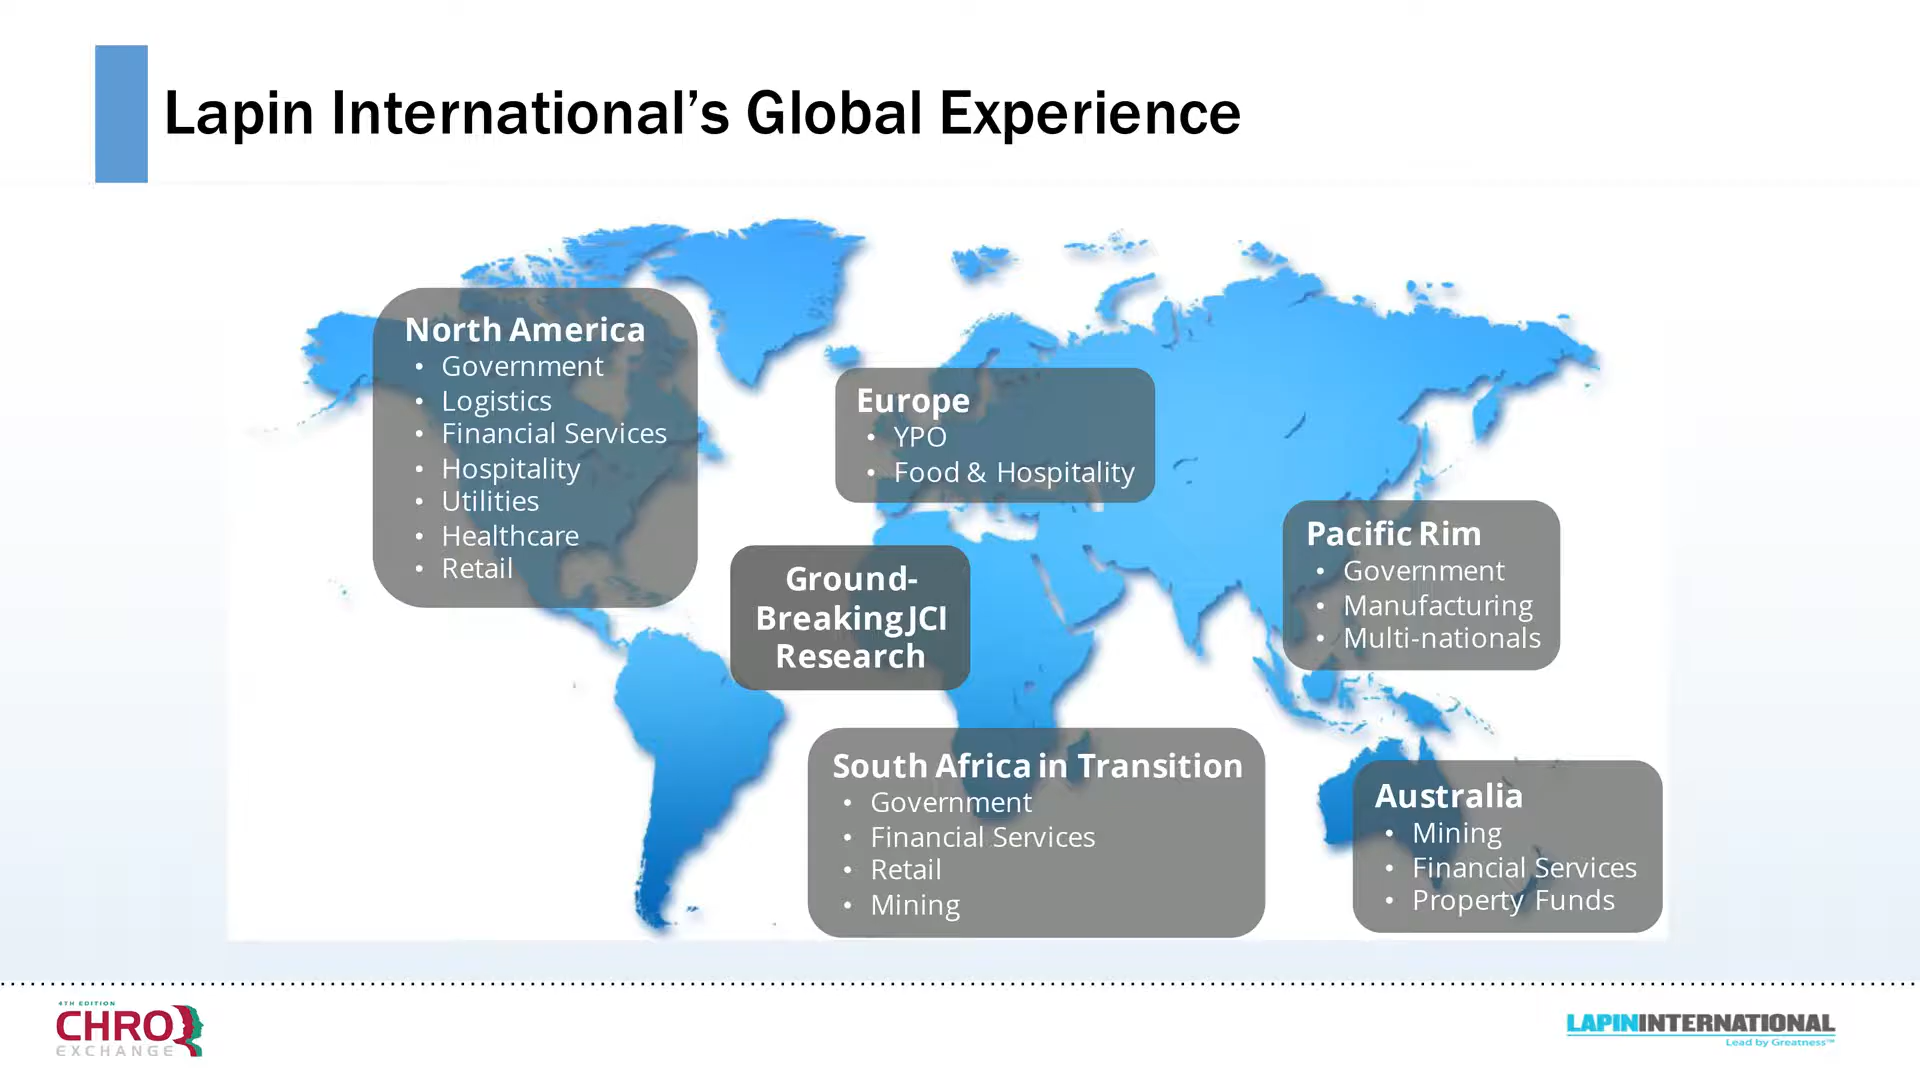 Lapin International’s Global Experience
North America
• Government
• Logistics
• Financial Services
• Hospitality
• Utilities
• Healthcare
• Retail
Europe
• YPO
• Food & Hospitality
Ground-
Breaking JCI
Research
Pacific Rim
• Government
• Manufacturing
• Multi-nationals
South Africa in Transition
• Government
• Financial Services
• Retail
• Mining
Australia
• Mining
• Financial Services
• Property Funds
4TH EDITION
CHRO
EXCHANGE
LAPININTERNATIONAL
Lead by Greatness™